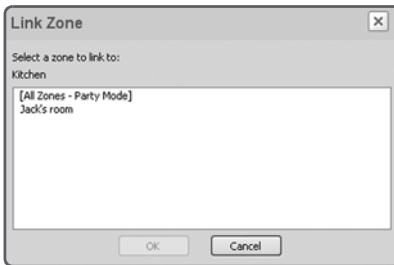 Link Zone
Select a zone to link to:
Kitchen
[All Zones - Party Mode]
Jack's room
OK
Cancel